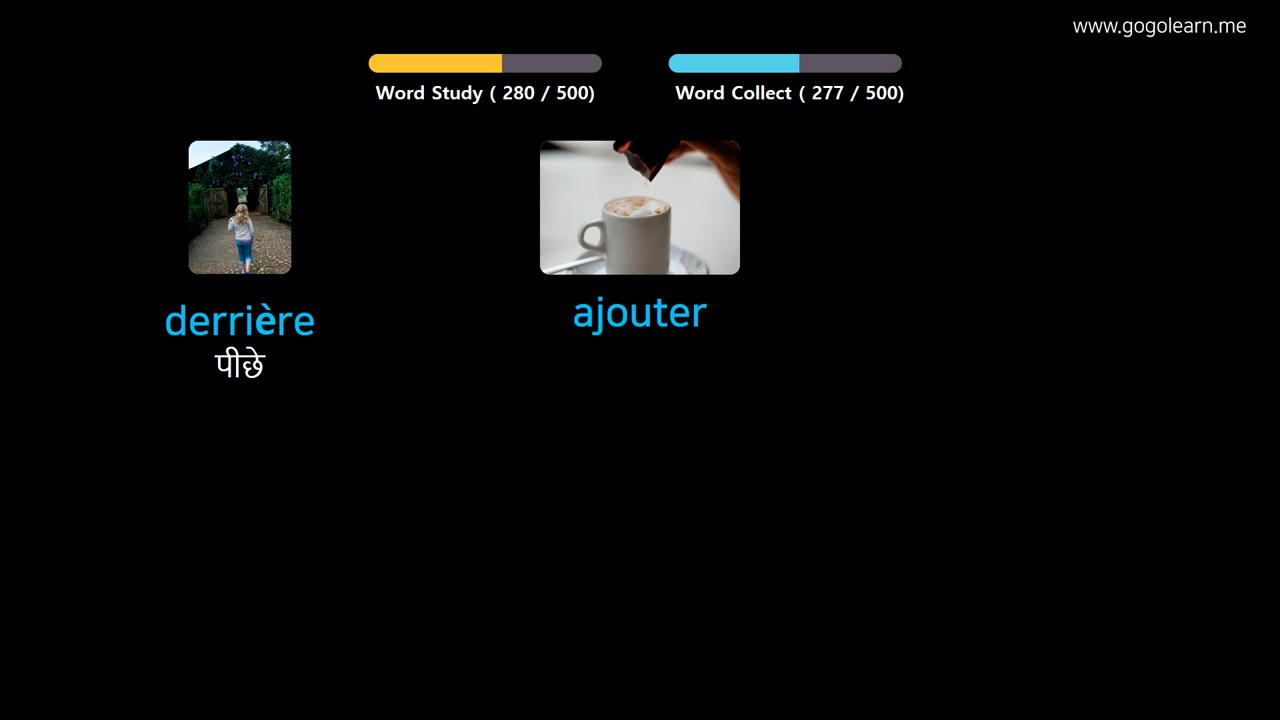 www.gogolearn.me
Word Study ( 280 / 500)
Word Collect ( 277 / 500)
derrière
पीछे
ajouter